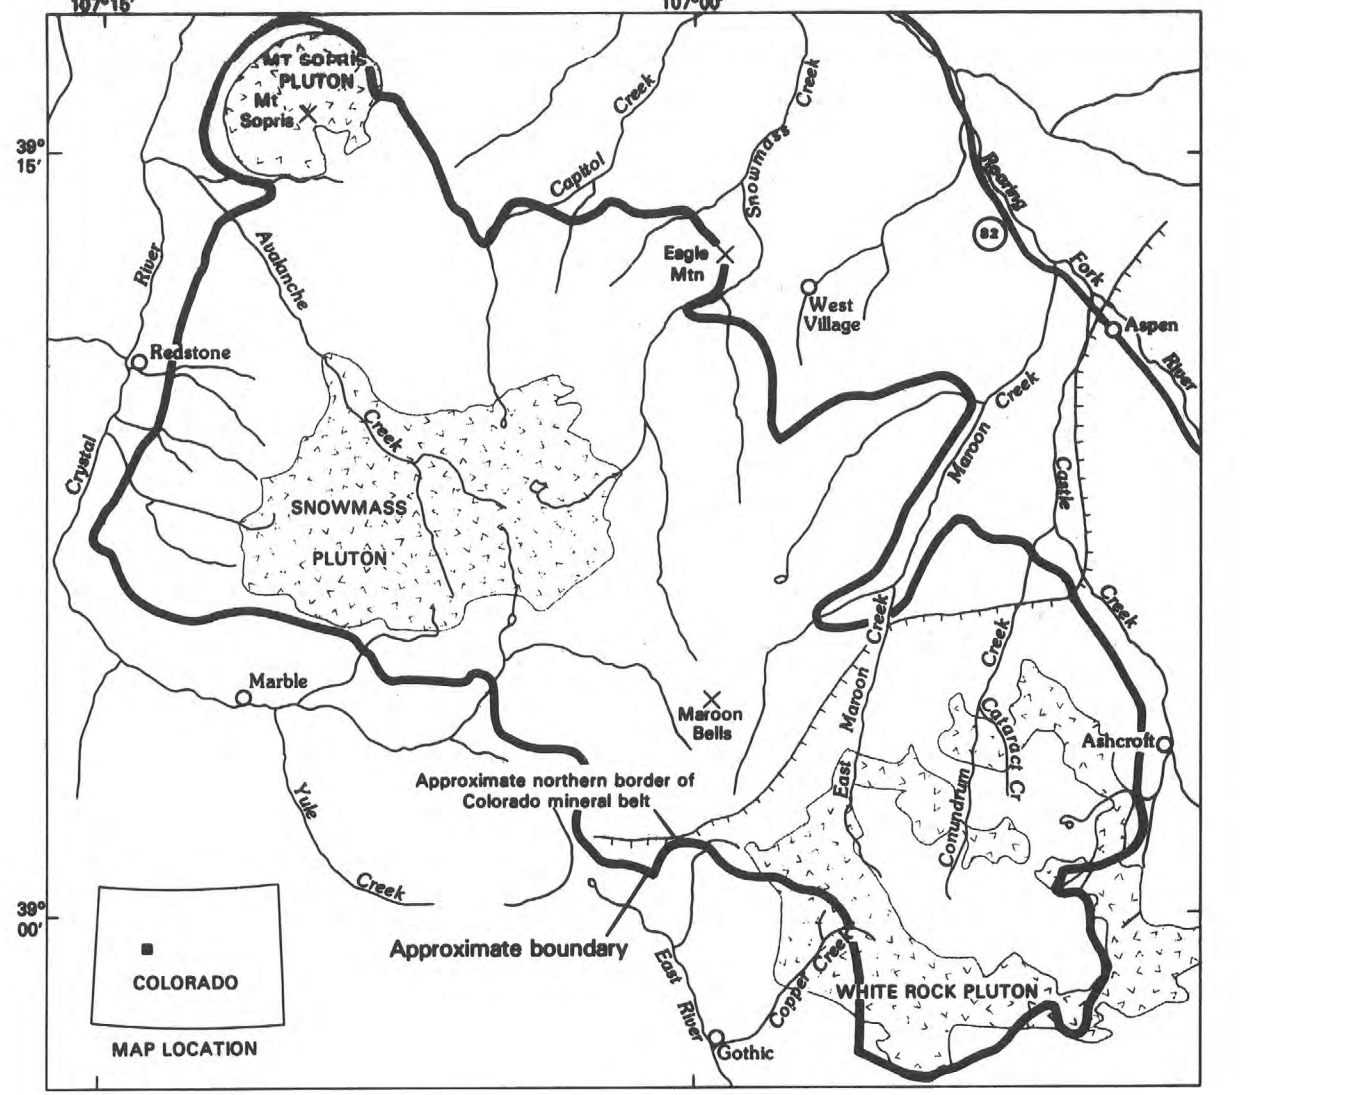 107°15'
107°00'
MT SOPRIS
PLUTON
Mt
Sopris
39°
15'
Creek
Creek
Capitol
Snowmass
Roaring
82
Fork
River
Avalanche
Eagle
Mtn
West
Village
Aspen
River
Redstone
Creek
Creek
Crystal
Maroon
Castle
SNOWMASS
PLUTON
Creek
Creek
Creek
Marble
Maroon
Bells
Maroon
East
Cataract Cr
Conundrum
Ashcroft
Approximate northern border of
Colorado mineral belt
Yule
Creek
39°
00'
Approximate boundary
East River
Copper Creek
WHITE ROCK PLUTON
Gothic
COLORADO
MAP LOCATION